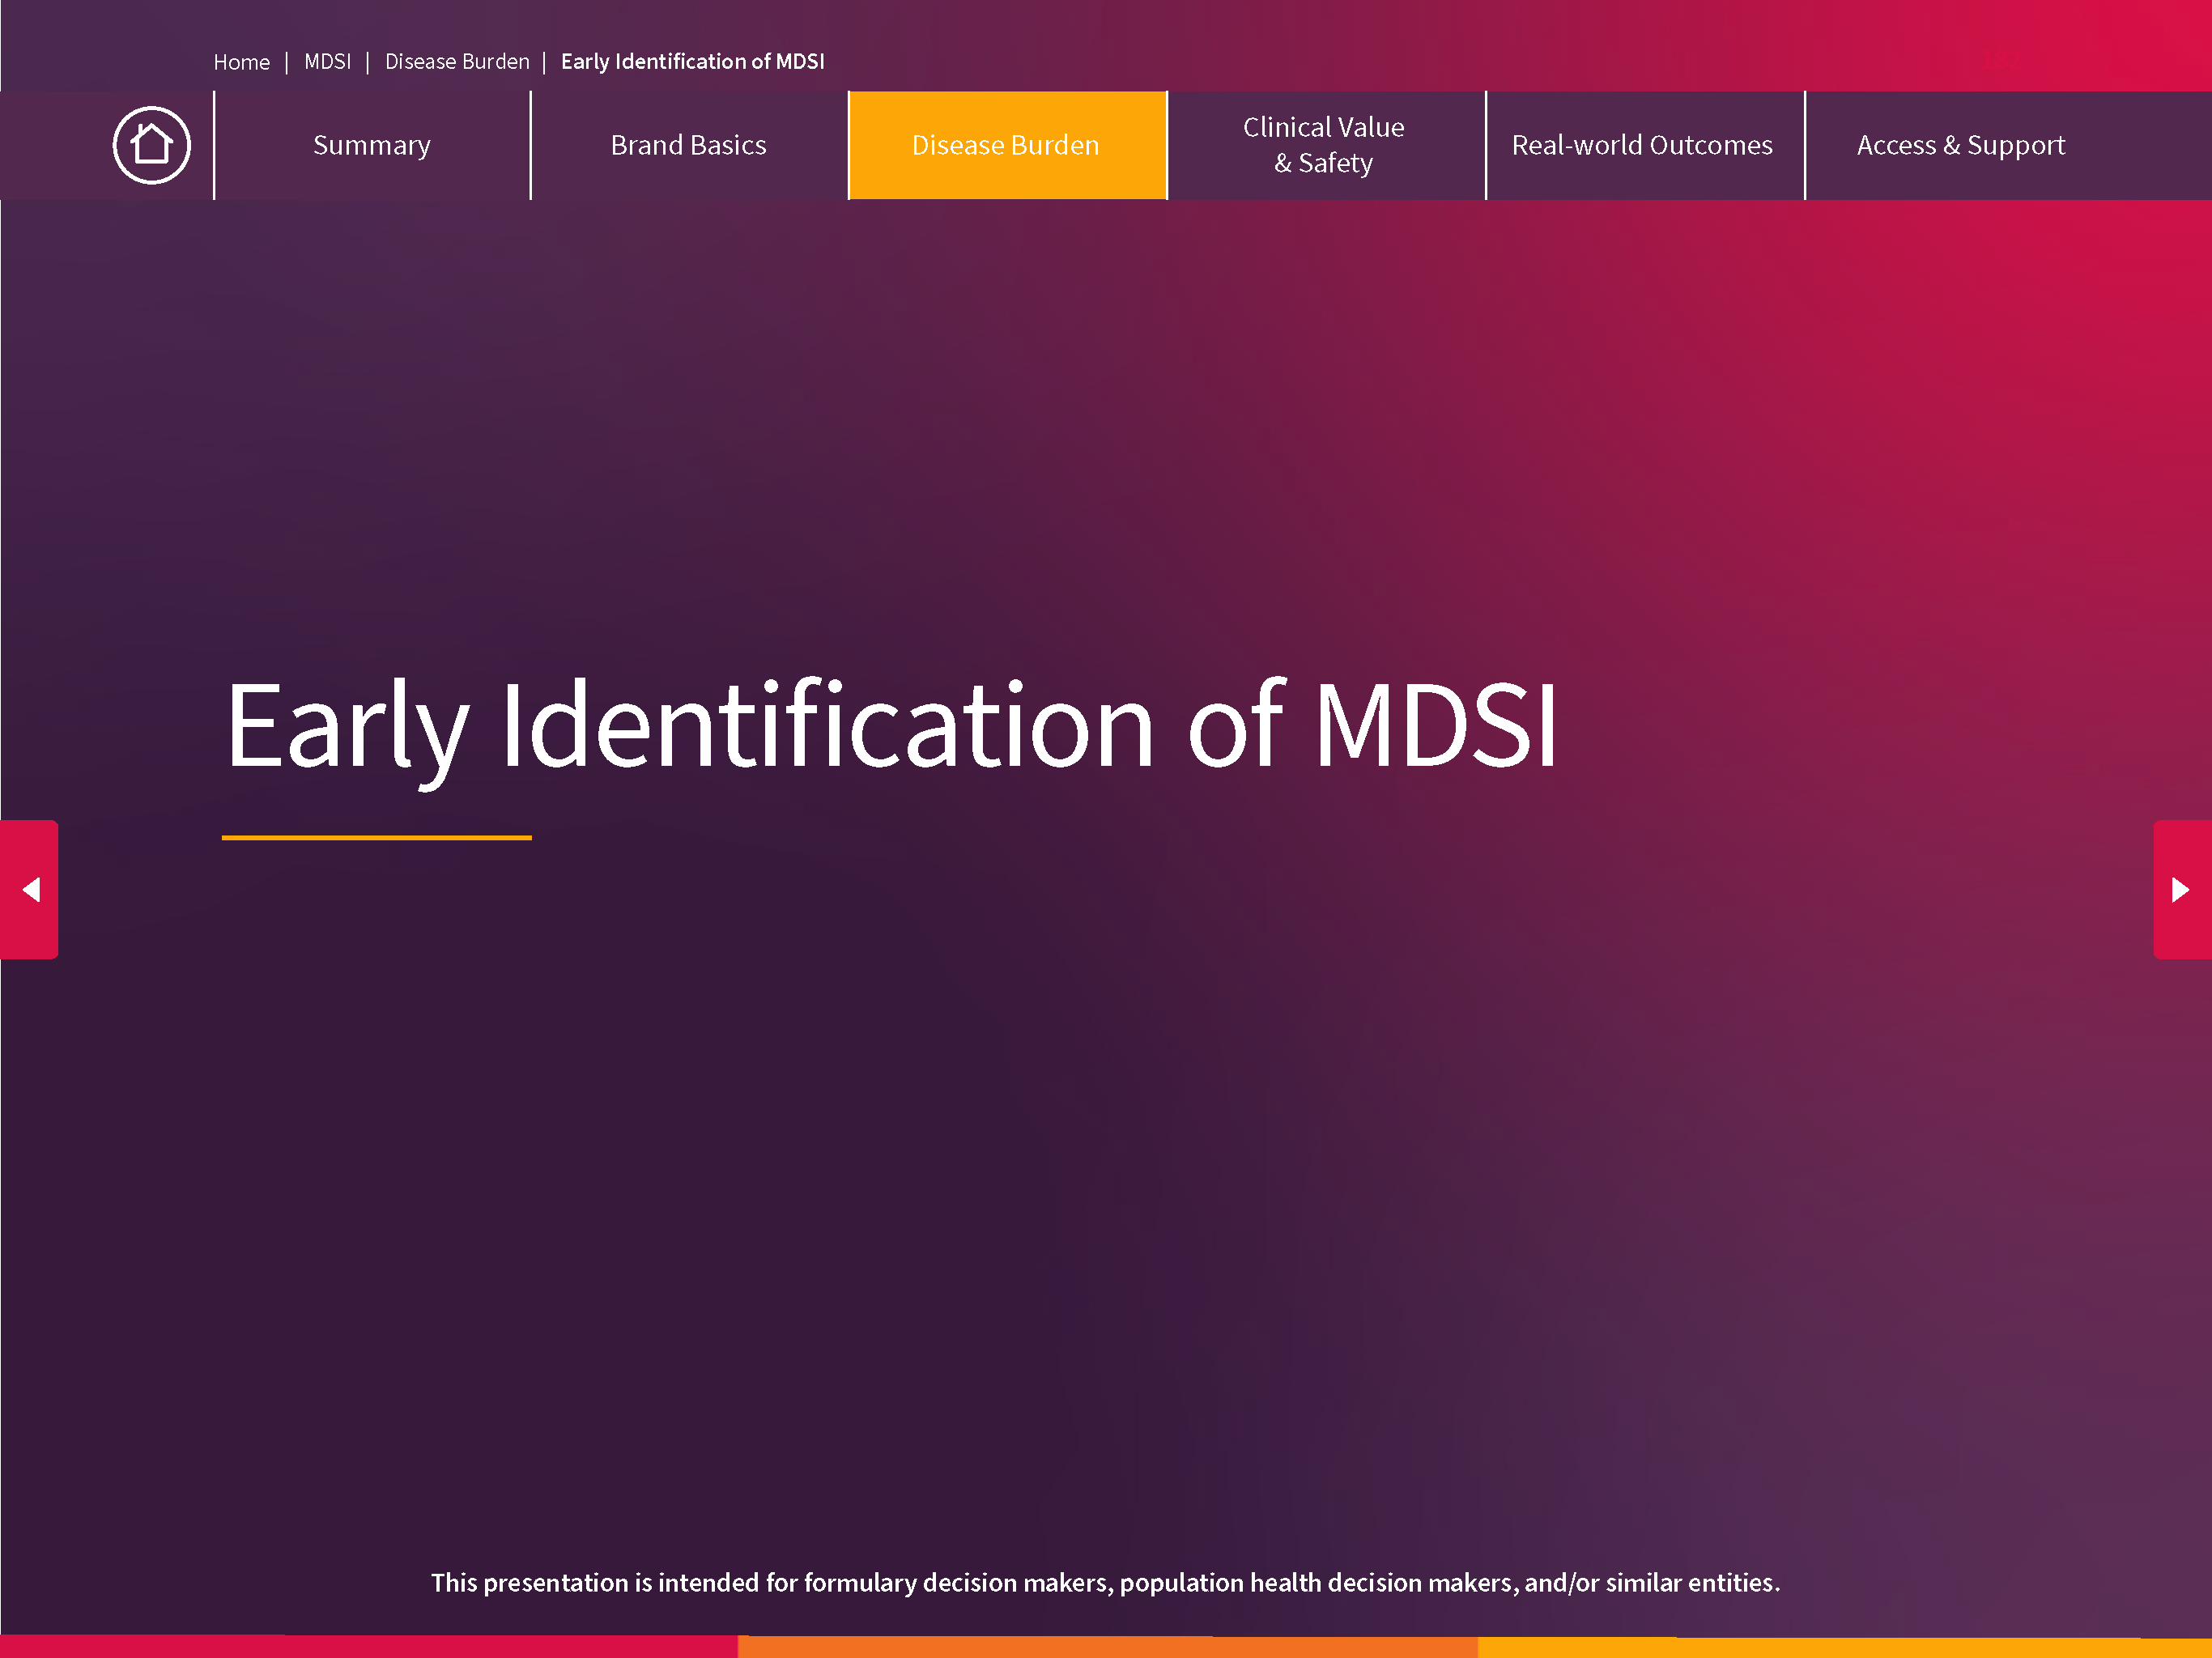 Home | MDSI | Disease Burden | Early Identification of MDSI
Summary
Brand Basics
Disease Burden
Clinical Value
& Safety
Real-world Outcomes
Access & Support
Early Identification of MDSI
This presentation is intended for formulary decision makers, population health decision makers, and/or similar entities.